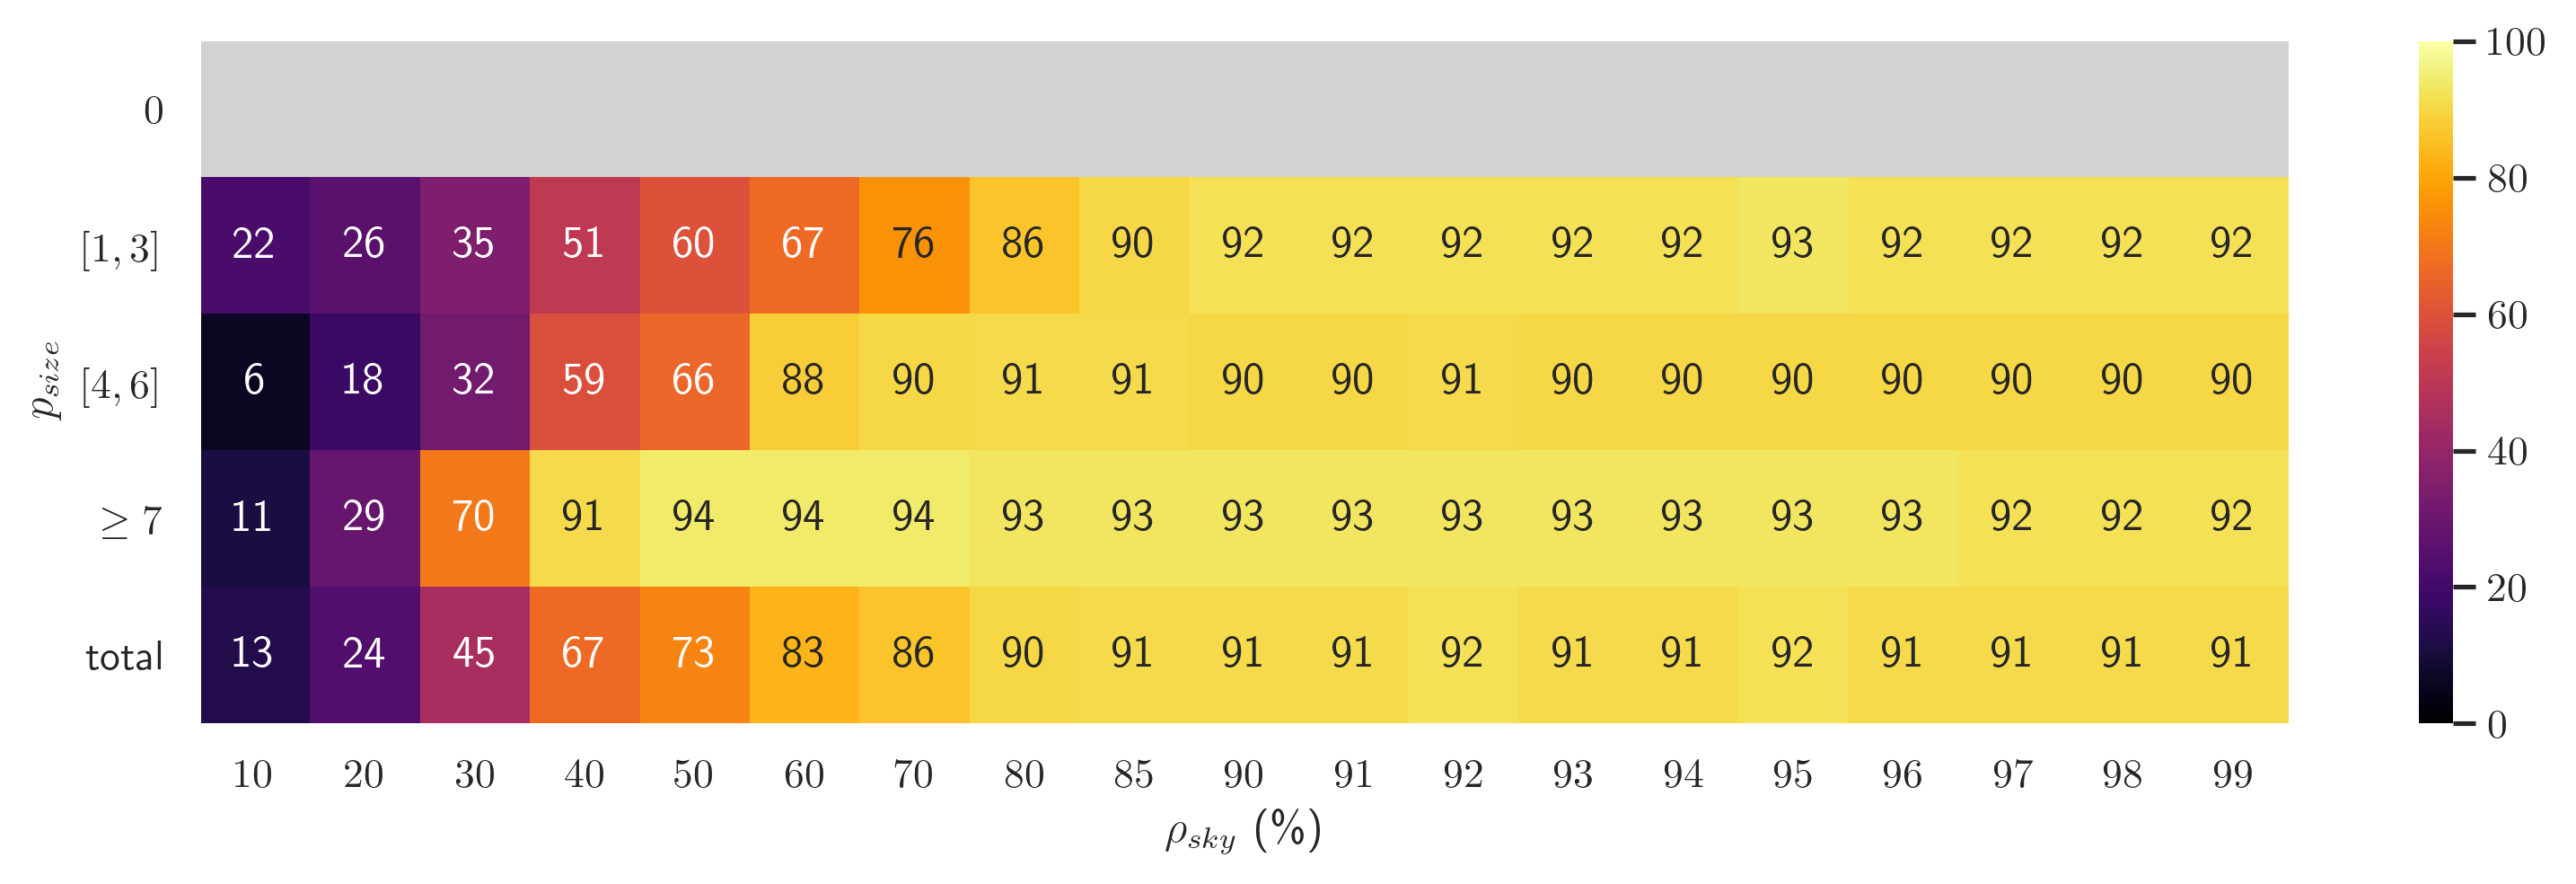 0
[1, 3] 22 26 35 51 60 67 76 86 90 92 92 92 92 92 93 92 92 92 92
[4, 6] 6 18 32 59 66 88 90 91 91 90 90 91 90 90 90 90 90 90 90
≥ 7 11 29 70 91 94 94 94 93 93 93 93 93 93 93 93 93 92 92 92
total 13 24 45 67 73 83 86 90 91 91 91 92 91 91 92 91 91 91 91
10 20 30 40 50 60 70 80 85 90 91 92 93 94 95 96 97 98 99
ρsky (%)
psize
100
80
60
40
20
0